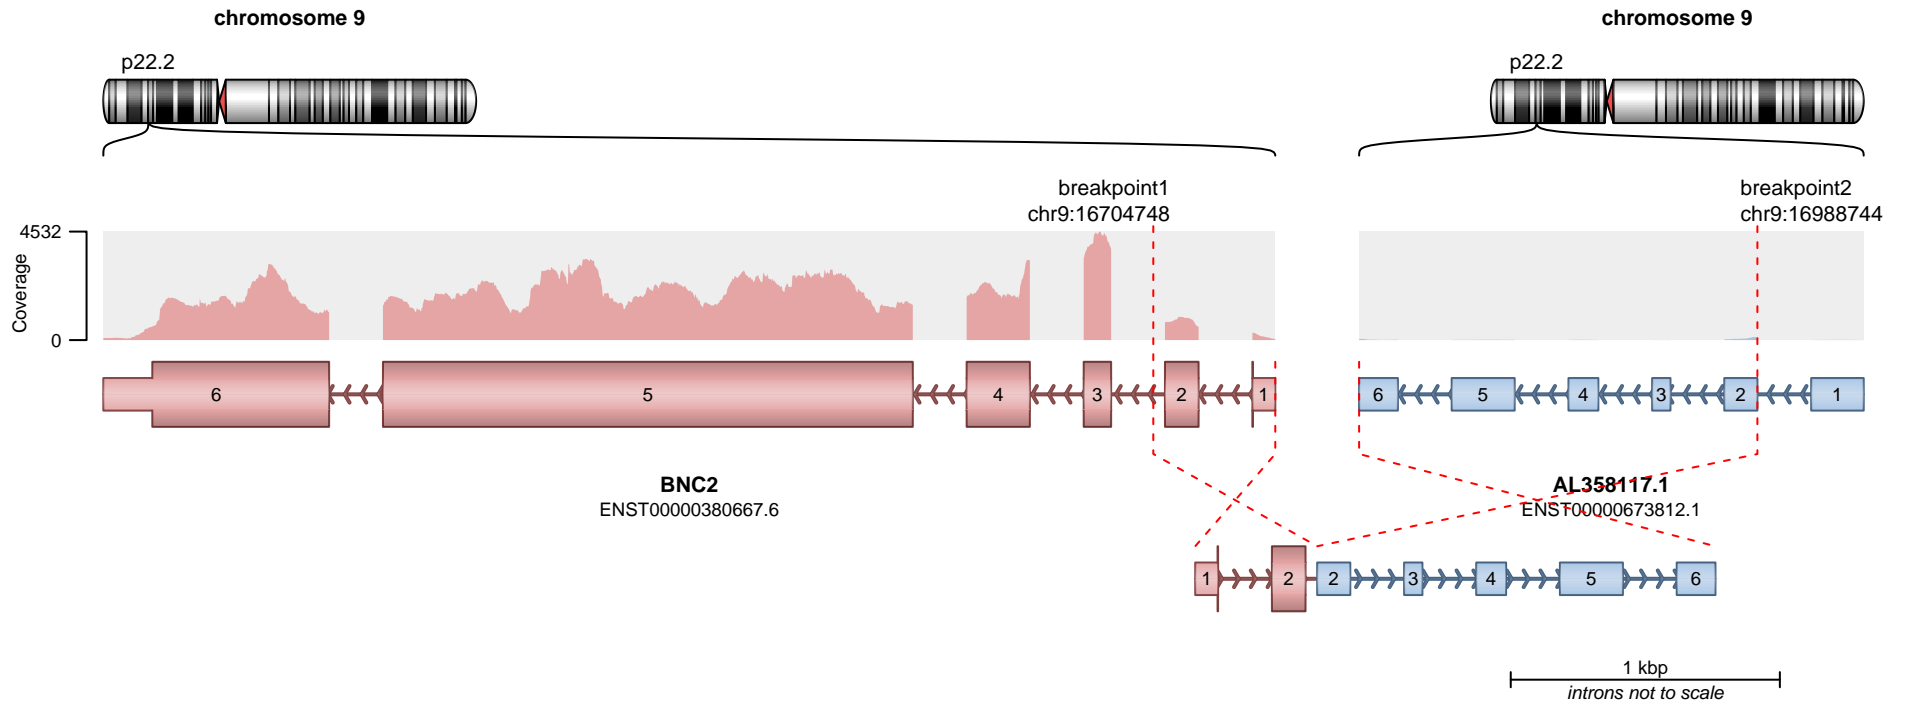 chromosome 9
chromosome 9
p22.2
p22.2
breakpoint1
chr9:16704748
breakpoint2
chr9:16988744
4532
Coverage
0
6
5
4
3
2
1
6
5
4
3
2
1
BNC2
ENST00000380667.6
AL358117.1
ENST00000673812.1
1
2
2
3
4
5
6
1 kbp
introns not to scale